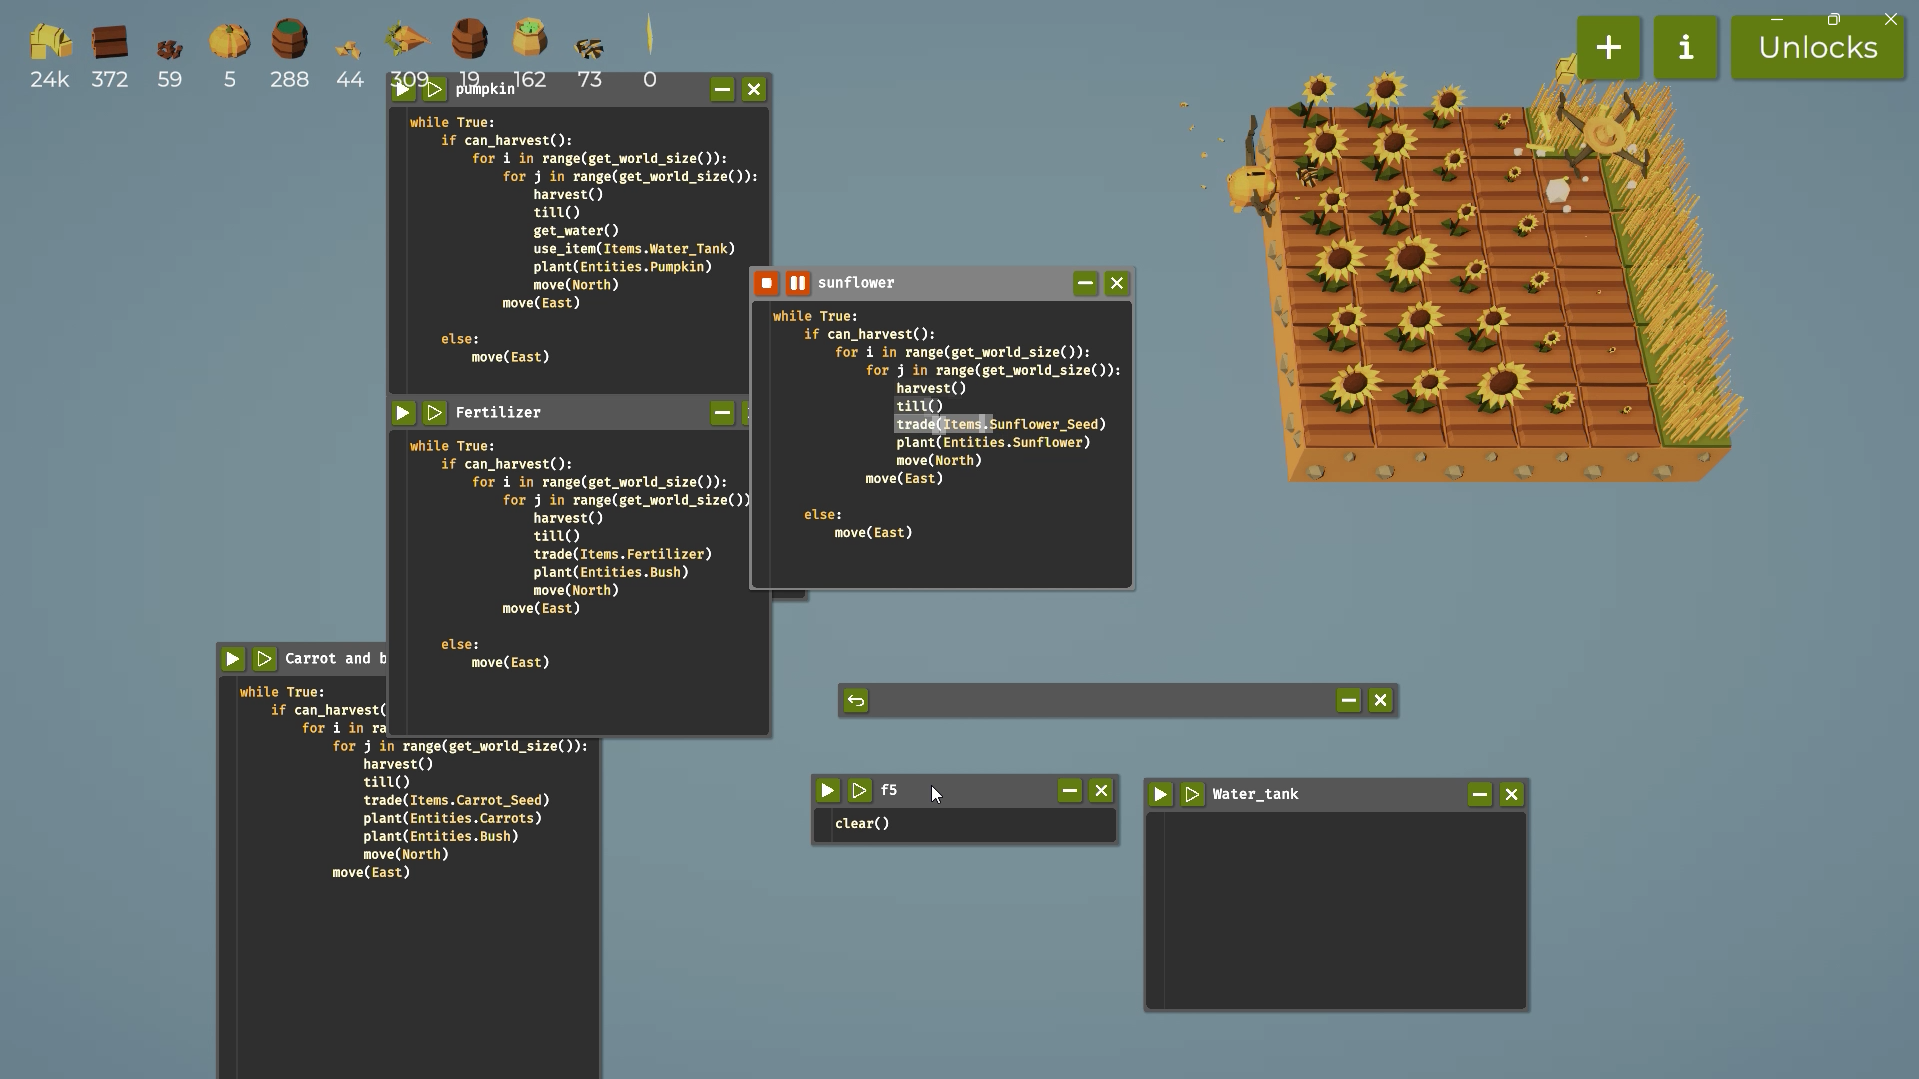 24k 372 59 5 288 44 309 19 162 73 0
+ i Unlocks
pumpkin
while True:
if can_harvest():
for i in range(get_world_size()):
for j in range(get_world_size()):
harvest()
till()
get_water()
use_item(Items.Water_Tank)
plant(Entities.Pumpkin)
move(North)
move(East)
else:
move(East)
Fertilizer
while True:
if can_harvest():
for i in range(get_world_size()):
for j in range(get_world_size())
harvest()
till()
trade(Items.Fertilizer)
plant(Entities.Bush)
move(North)
move(East)
else:
move(East)
sunflower
while True:
if can_harvest():
for i in range(get_world_size()):
for j in range(get_world_size()):
harvest()
till()
trade(Items.Sunflower_Seed)
plant(Entities.Sunflower)
move(North)
move(East)
else:
move(East)
Carrot and b
while True:
if can_harvest(
for i in ra
for j in range(get_world_size()):
harvest()
till()
trade(Items.Carrot_Seed)
plant(Entities.Carrots)
plant(Entities.Bush)
move(North)
move(East)
f5
clear()
Water_tank